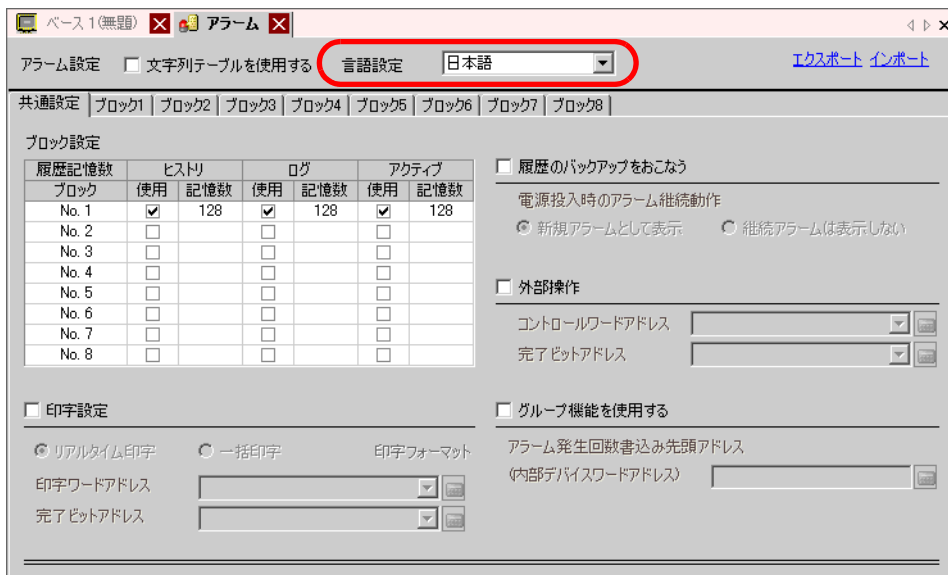 ベース1(無題) アラーム
アラーム設定 文字列テーブルを使用する 言語設定 日本語 エクスポート インポート
共通設定 ブロック1 ブロック2 ブロック3 ブロック4 ブロック5 ブロック6 ブロック7 ブロック8
ブロック設定
履歴記憶数 ヒストリ ログ アクティブ
ブロック 使用 記憶数 使用 記憶数 使用 記憶数
No. 1 128 128 128
No. 2
No. 3
No. 4
No. 5
No. 6
No. 7
No. 8
履歴のバックアップをおこなう
電源投入時のアラーム継続動作
新規アラームとして表示 継続アラームは表示しない
外部操作
コントロールワードアドレス
完了ビットアドレス
印字設定
リアルタイム印字 一括印字 印字フォーマット
印字ワードアドレス
完了ビットアドレス
グループ機能を使用する
アラーム発生回数書込み先頭アドレス
(内部デバイスワードアドレス)